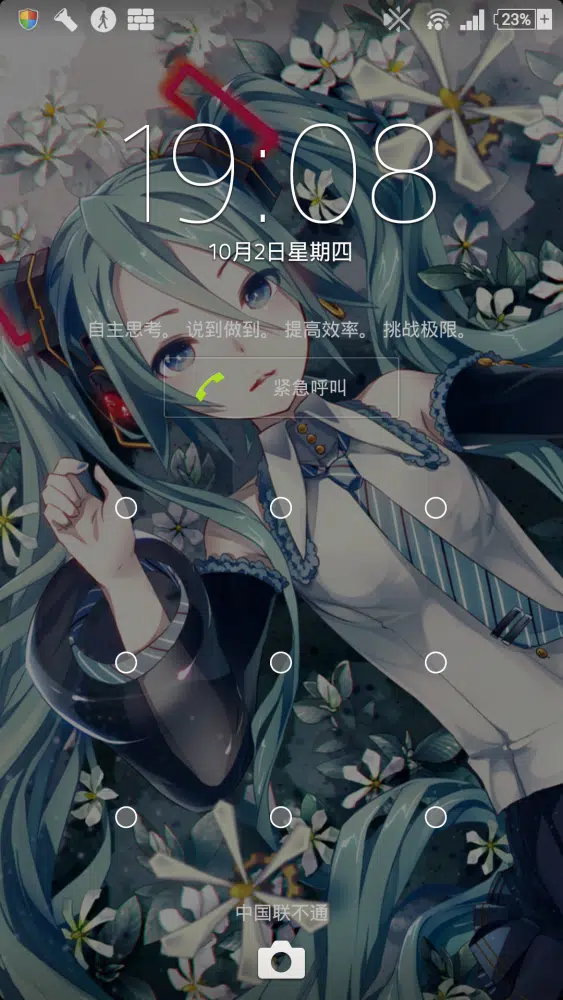 23%
19:08
10月2日星期四
自主思考。 说到做到。 提高效率。 挑战极限。
紧急呼叫
中国联不通